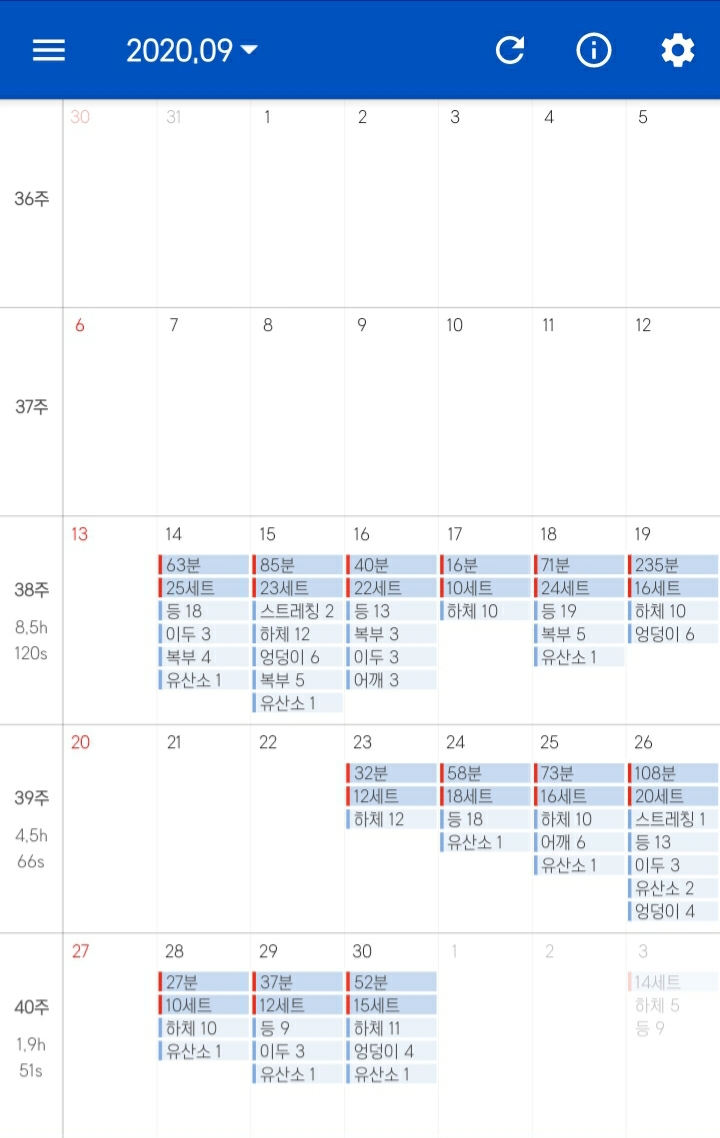 2020.09
30 31 1 2 3 4 5
36주
6 7 8 9 10 11 12
37주
13 14 15 16 17 18 19
38주
8.5h
120s
63분 85분 40분 16분 71분 235분
25세트 23세트 22세트 10세트 24세트 16세트
등 18 스트레칭 2 등 13 하체 10 등 19 하체 10
이두 3 하체 12 복부 3 복부 5 엉덩이 6
복부 4 엉덩이 6 이두 3 유산소 1
유산소 1 복부 5 어깨 3
유산소 1
20 21 22 23 24 25 26
39주
4.5h
66s
32분 58분 73분 108분
12세트 18세트 16세트 20세트
하체 12 등 18 하체 10 스트레칭 1
유산소 1 어깨 6 등 13
유산소 1 이두 3
유산소 2
엉덩이 4
27 28 29 30 1 2 3
40주
1.9h
51s
27분 37분 52분 14세트
10세트 12세트 15세트 하체 5
하체 10 등 9 하체 11 등 9
유산소 1 이두 3 엉덩이 4
유산소 1 유산소 1